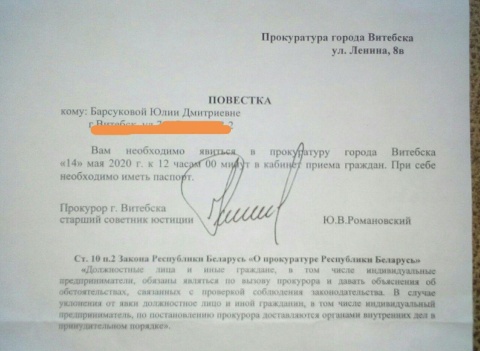 Прокуратура города Витебска
ул. Ленина, 8в
ПОВЕСТКА
кому: Барсуковой Юлии Дмитриевне
г. Витебск, ул 2
Вам необходимо явиться в прокуратуру города Витебска
«14» мая 2020 г. к 12 часам 00 минут в кабинет приема граждан. При себе
необходимо иметь паспорт.
Прокурор г. Витебска
старший советник юстиции Ю.В.Романовский
Ст. 10 п.2 Закона Республики Беларусь «О прокуратуре Республики Беларусь»
«Должностные лица и иные граждане, в том числе индивидуальные
предприниматели, обязаны являться по вызову прокурора и давать объяснения об
обстоятельствах, связанных с проверкой соблюдения законодательства. В случае
уклонения от явки должностное лицо и иной гражданин, в том числе индивидуальный
предприниматель, по постановлению прокурора доставляются органами внутренних дел в
принудительном порядке».